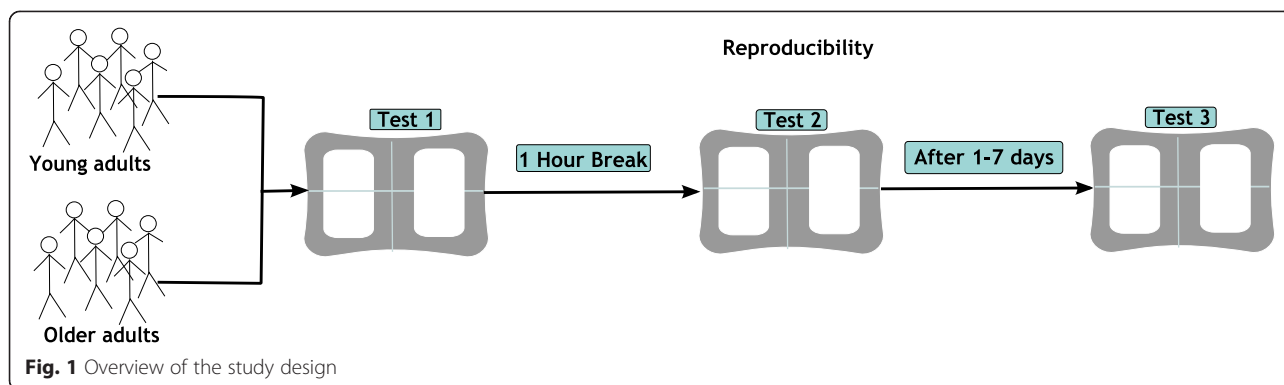 Reproducibility
Test 1
Test 2
Test 3
1 Hour Break
After 1-7 days
Young adults
Older adults
Fig. 1 Overview of the study design